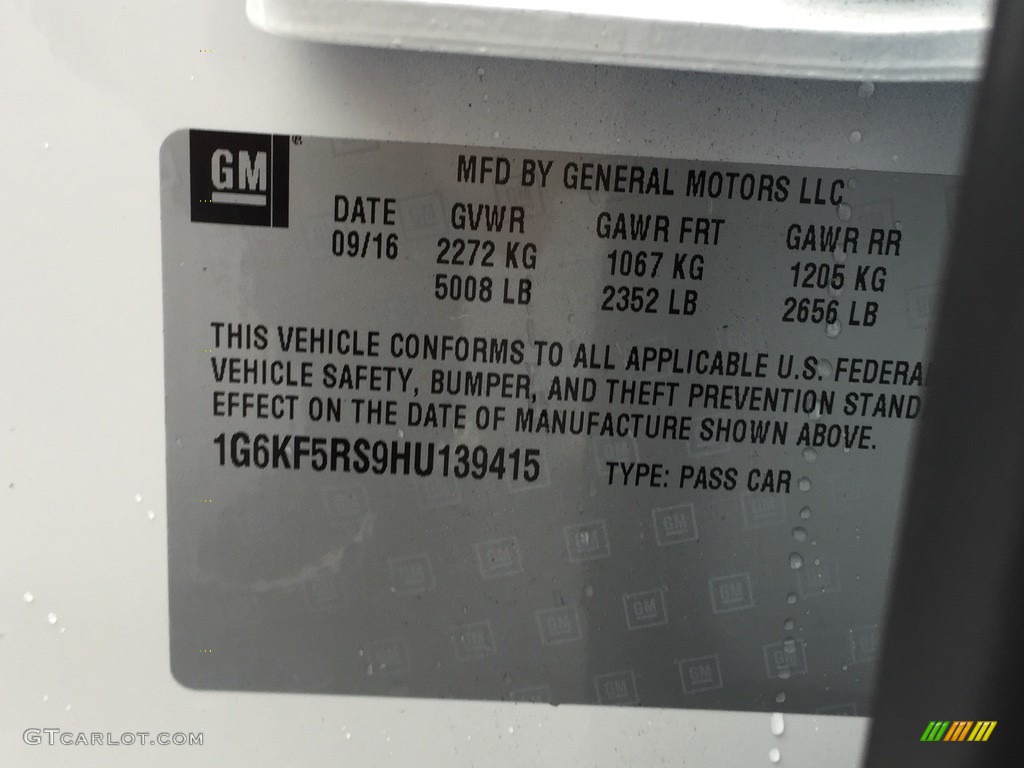 GM
MFD BY GENERAL MOTORS LLC
DATE GVWR GAWR FRT GAWR RR
09/16 2272 KG 1067 KG 1205 KG
5008 LB 2352 LB 2656 LB
THIS VEHICLE CONFORMS TO ALL APPLICABLE U.S. FEDERA
VEHICLE SAFETY, BUMPER, AND THEFT PREVENTION STAND
EFFECT ON THE DATE OF MANUFACTURE SHOWN ABOVE.
1G6KF5RS9HU139415 TYPE: PASS CAR
GTCARLOT.COM